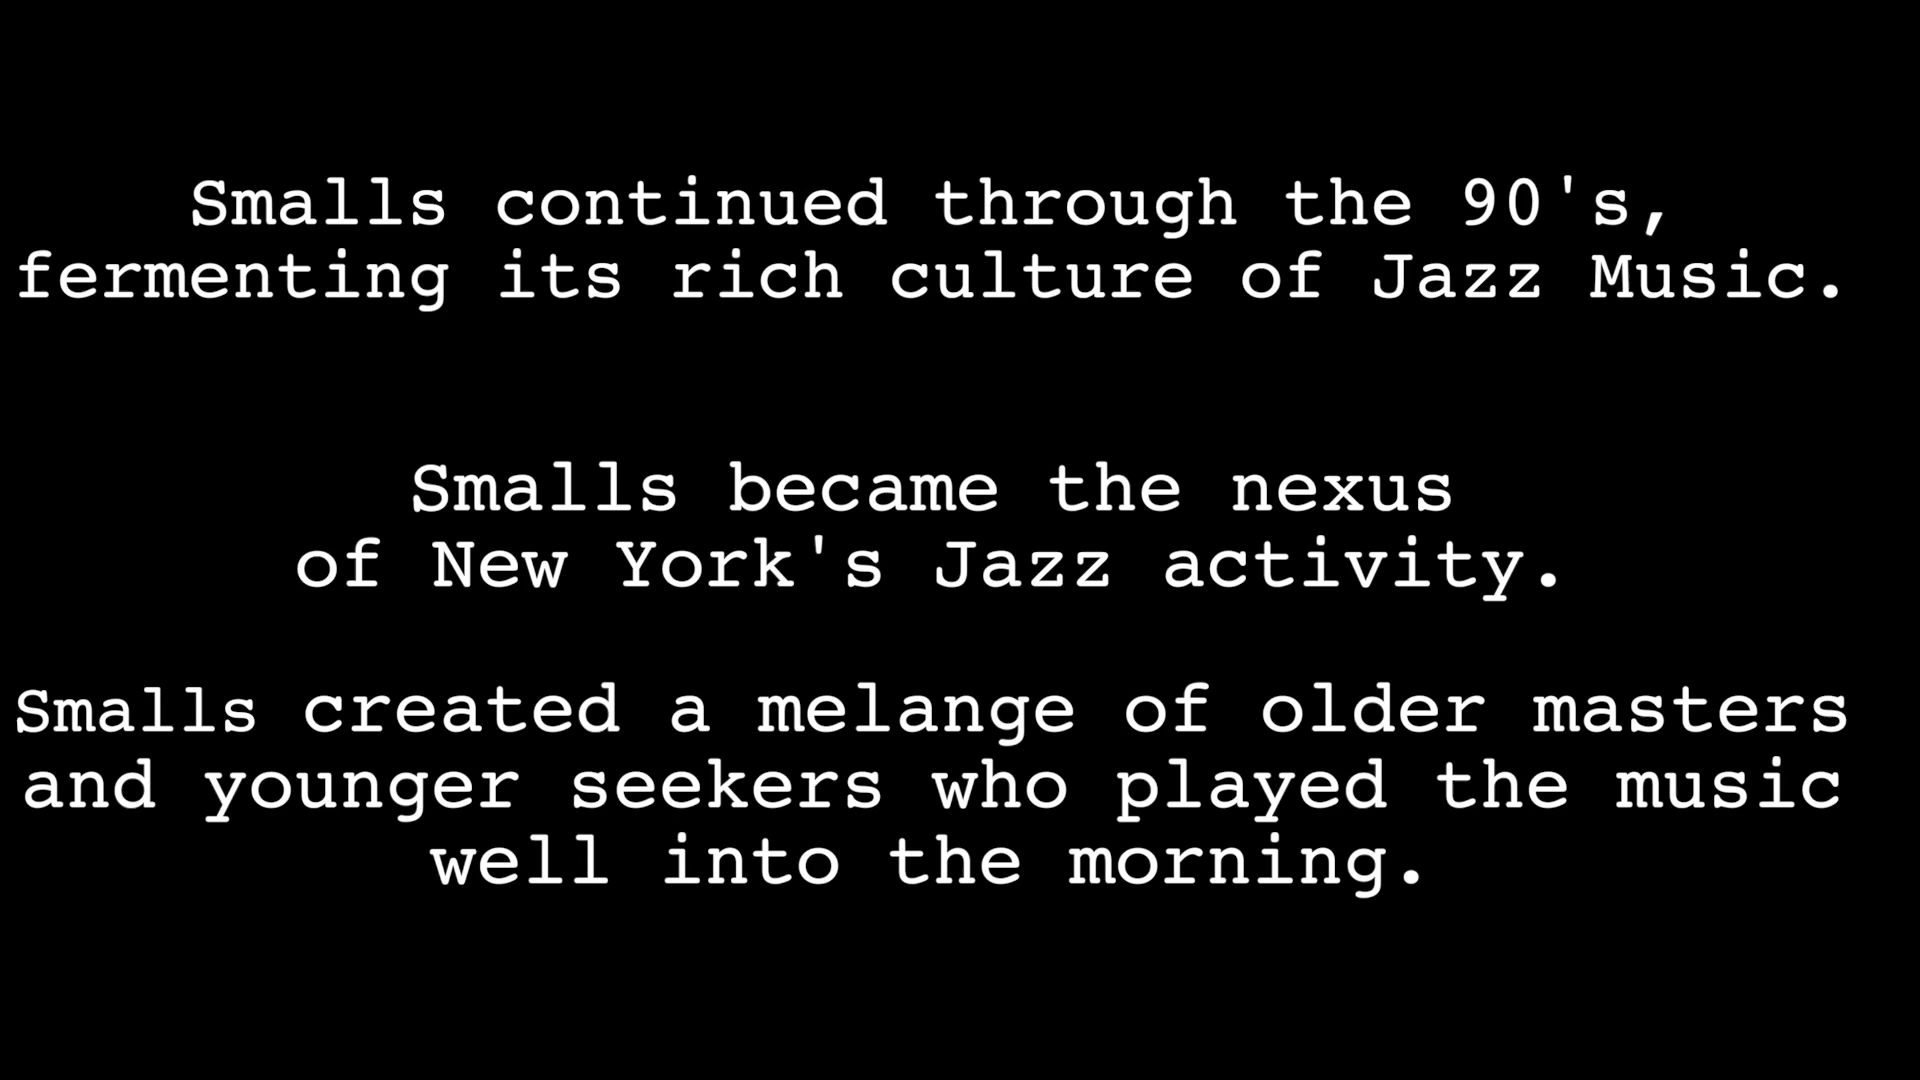 Smalls continued through the 90's,
fermenting its rich culture of Jazz Music.
Smalls became the nexus
of New York's Jazz activity.
Smalls created a melange of older masters
and younger seekers who played the music
well into the morning.